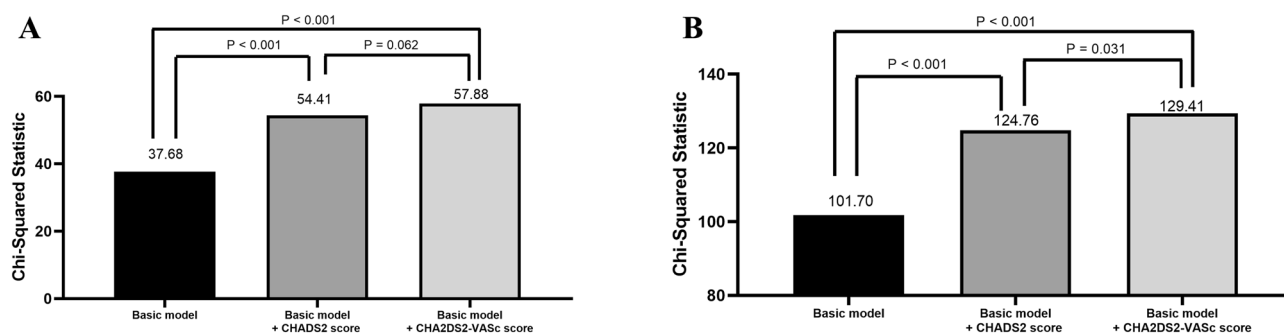 A
P < 0.001
P < 0.001
P = 0.062
Chi-Squared Statistic
60
40
20
0
37.68
54.41
57.88
Basic model
Basic model
+ CHADS2 score
Basic model
+ CHA2DS2-VASc score
B
P < 0.001
P < 0.001
P = 0.031
Chi-Squared Statistic
140
120
100
80
101.70
124.76
129.41
Basic model
Basic model
+ CHADS2 score
Basic model
+ CHA2DS2-VASc score